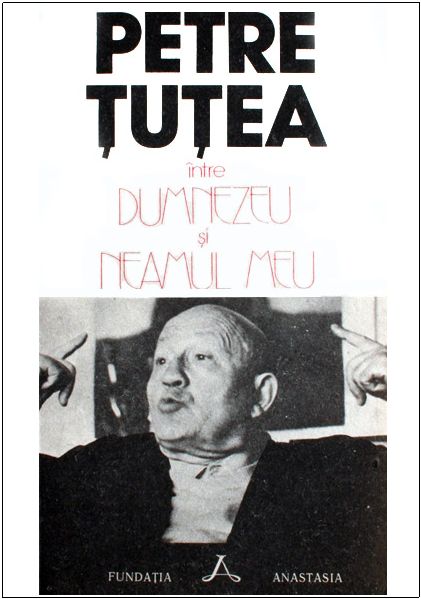 PETRE
ȚUȚEA
între
DUMNEZEU
și
NEAMUL MEU
FUNDAȚIA A ANASTASIA